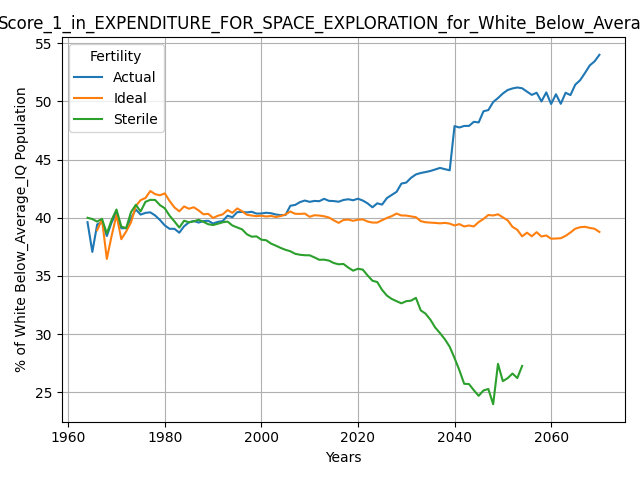 Score_1_in_EXPENDITURE_FOR_SPACE_EXPLORATION_for_White_Below_Avera
Fertility
Actual
Ideal
Sterile
% of White Below_Average_IQ Population
55
50
45
40
35
30
25
1960
1980
2000
2020
2040
2060
Years